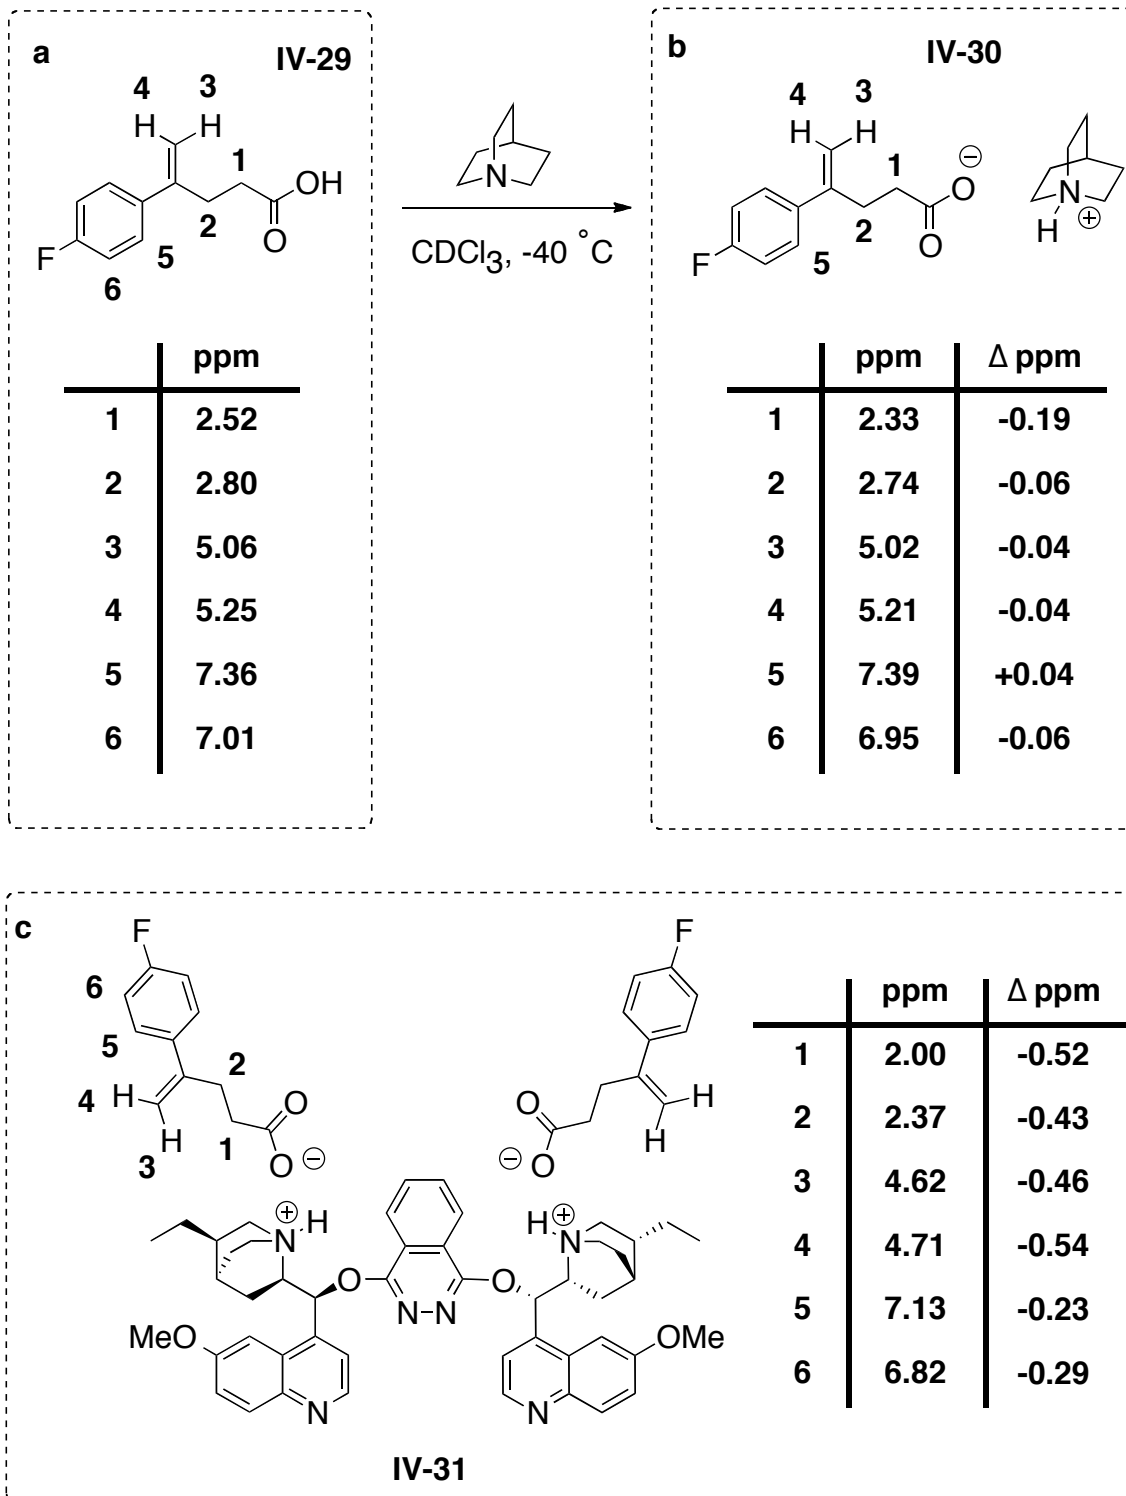 a
IV-29
4 3
H H
1
OH
O
2
F
5
6
ppm
1 2.52
2 2.80
3 5.06
4 5.25
5 7.36
6 7.01
N
CDCl3, -40 °C
b
IV-30
4 3
H H
1
⊖
O
O
2
F
5
N
H ⊕
ppm Δ ppm
1 2.33 -0.19
2 2.74 -0.06
3 5.02 -0.04
4 5.21 -0.04
5 7.39 +0.04
6 6.95 -0.06
c
F F
6
5
2
4 H O O H
H 1 H
3 O ⊖ ⊖ O
⊕ H H ⊕
N N
O O
N-N
MeO OMe
N N
IV-31
ppm Δ ppm
1 2.00 -0.52
2 2.37 -0.43
3 4.62 -0.46
4 4.71 -0.54
5 7.13 -0.23
6 6.82 -0.29